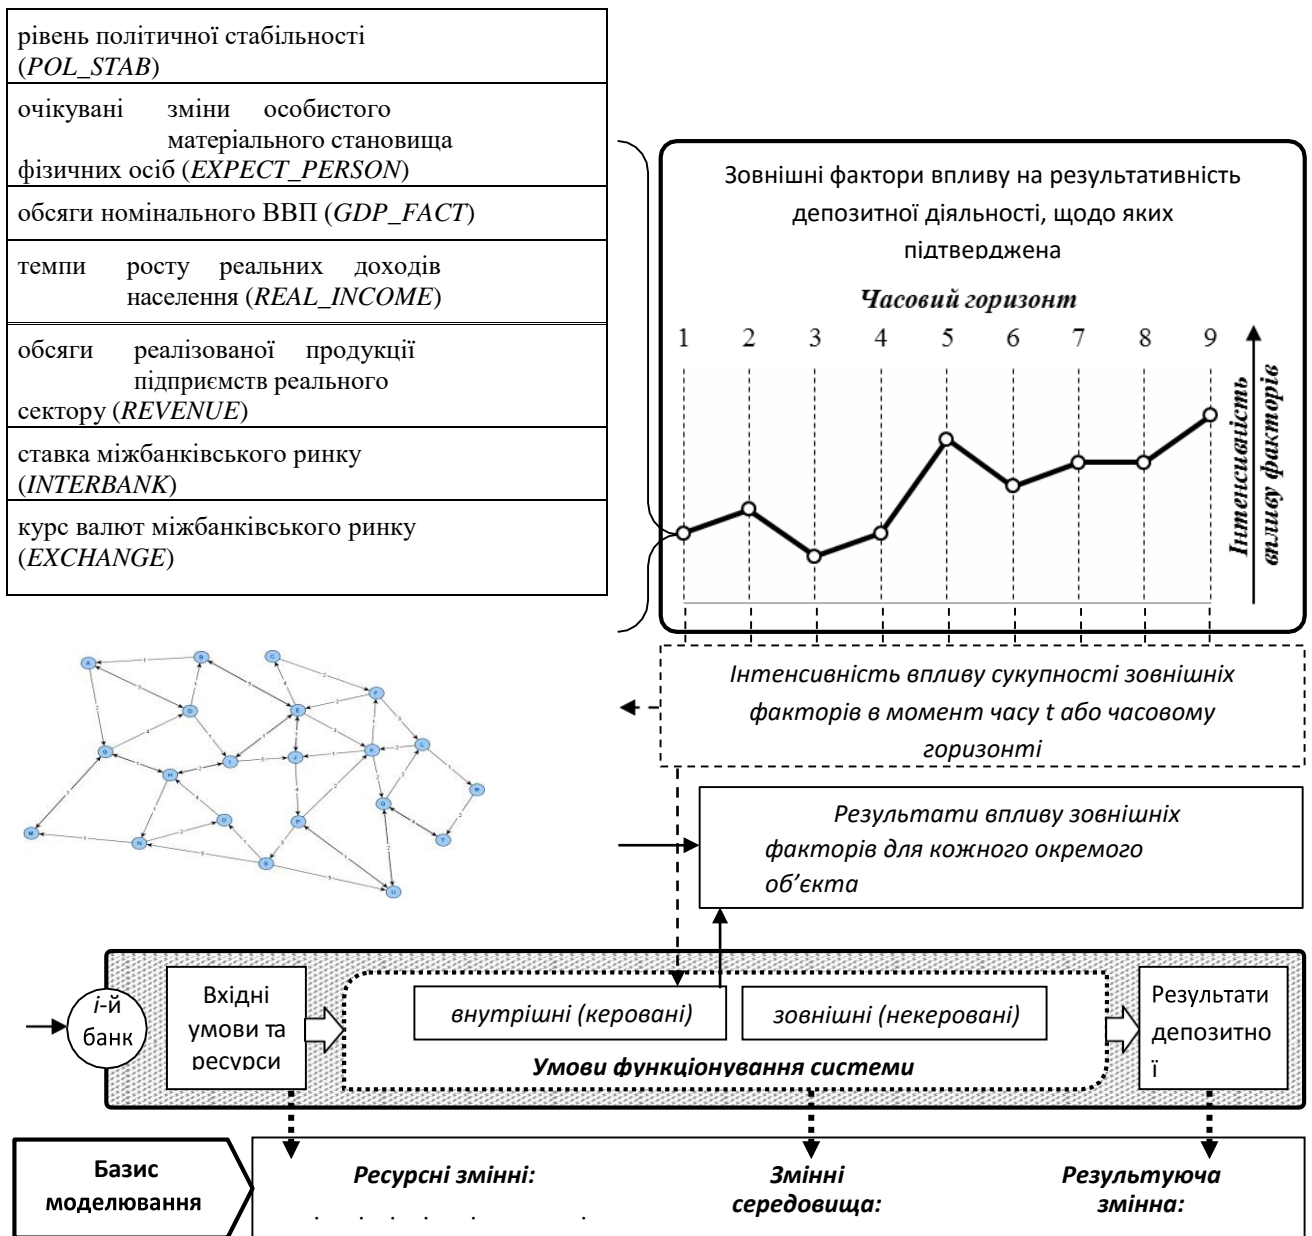 рівень політичної стабільності
(POL_STAB)
очікувані зміни особистого
матеріального становища
фізичних осіб (EXPECT_PERSON)
обсяги номінального ВВП (GDP_FACT)
темпи росту реальних доходів
населення (REAL_INCOME)
обсяги реалізованої продукції
підприємств реального
сектору (REVENUE)
ставка міжбанківського ринку
(INTERBANK)
курс валют міжбанківського ринку
(EXCHANGE)
Зовнішні фактори впливу на результативність
депозитної діяльності, щодо яких
підтверджена
Часовий горизонт
1 2 3 4 5 6 7 8 9
Інтенсивність
впливу факторів
Інтенсивність впливу сукупності зовнішніх
факторів в момент часу t або часовому
горизонті
Результати впливу зовнішніх
факторів для кожного окремого
об’єкта
i-й
банк
Вхідні
умови та
ресурси
внутрішні (керовані)
зовнішні (некеровані)
Умови функціонування системи
Результати
депозитно
ї
Базис
моделювання
Ресурсні змінні:
Змінні
середовища:
Результуюча
змінна: